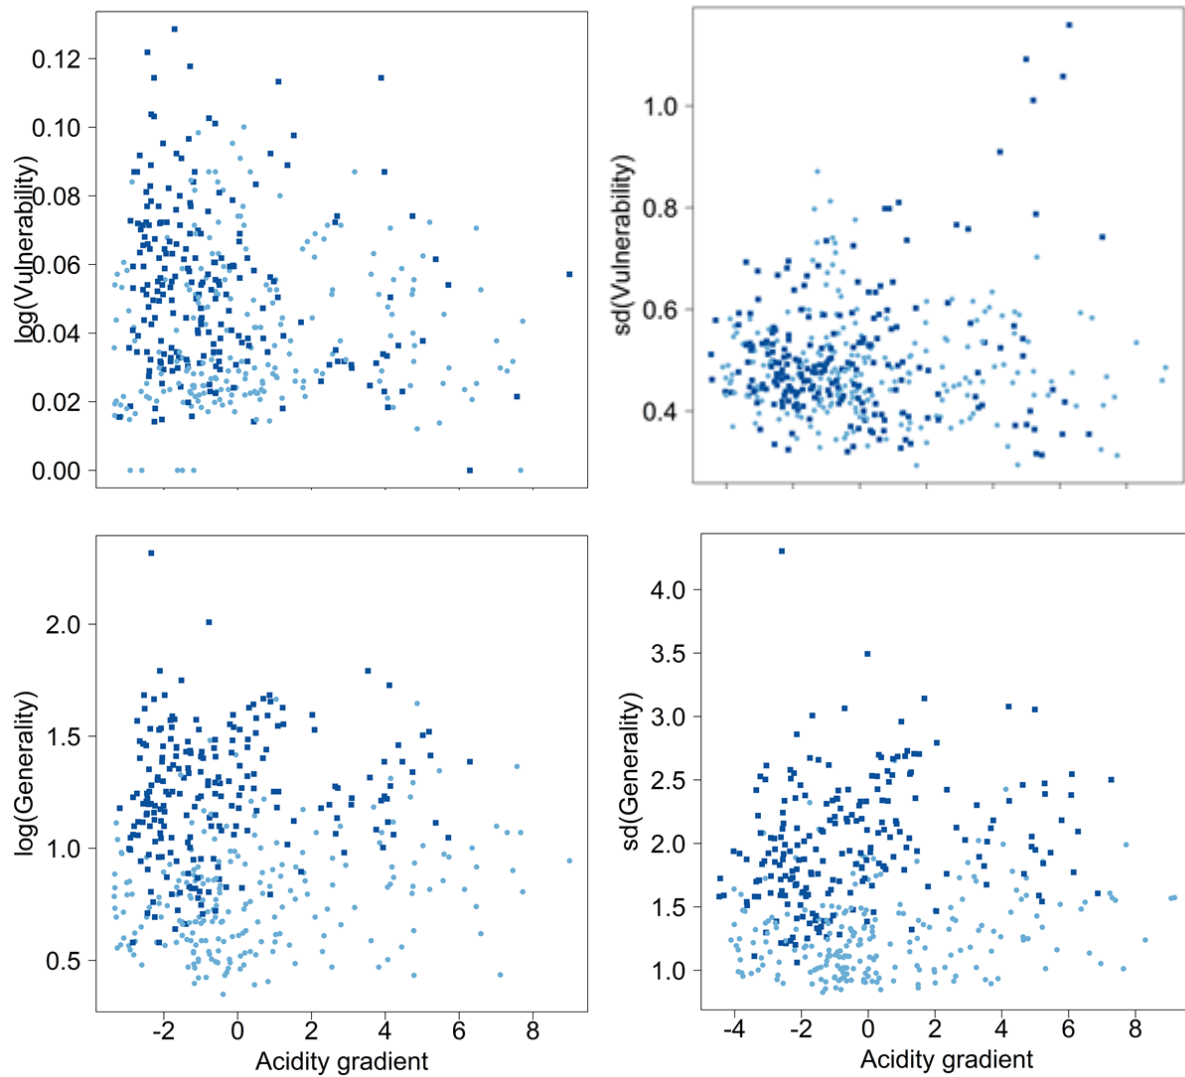 log(Vulnerability)
0.12
0.10
0.08
0.06
0.04
0.02
0.00
sd(Vulnerability)
1.0
0.8
0.6
0.4
log(Generality)
2.0
1.5
1.0
0.5
-2 0 2 4 6 8
Acidity gradient
sd(Generality)
4.0
3.5
3.0
2.5
2.0
1.5
1.0
-4 -2 0 2 4 6 8
Acidity gradient